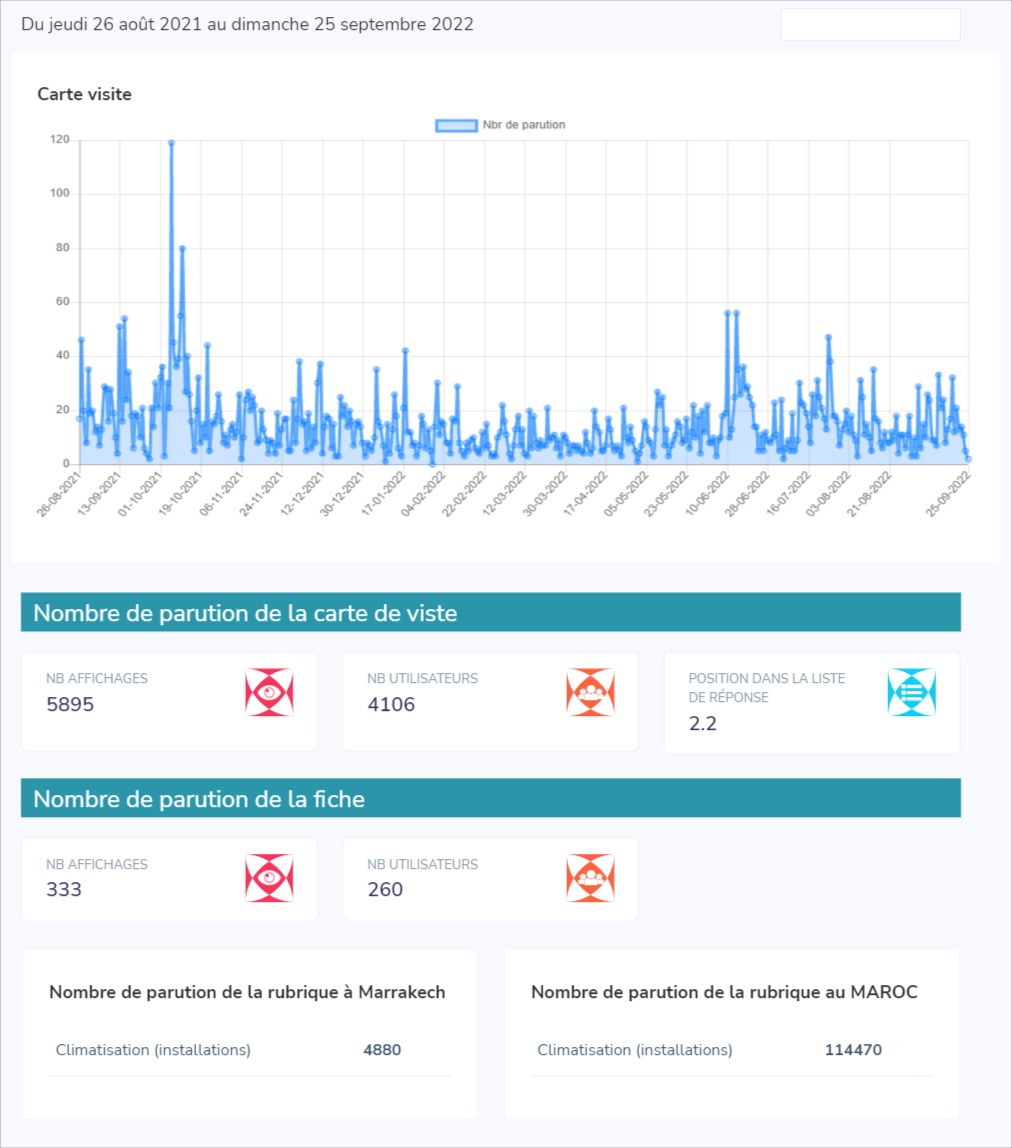 Du jeudi 26 août 2021 au dimanche 25 septembre 2022
Carte visite
Nbr de parution
120
100
80
60
40
20
0
26-08-2021
13-09-2021
01-10-2021
19-10-2021
06-11-2021
24-11-2021
12-12-2021
30-12-2021
17-01-2022
04-02-2022
22-02-2022
12-03-2022
30-03-2022
17-04-2022
05-05-2022
23-05-2022
10-06-2022
28-06-2022
16-07-2022
03-08-2022
21-08-2022
25-09-2022
Nombre de parution de la carte de viste
NB AFFICHAGES
5895
NB UTILISATEURS
4106
POSITION DANS LA LISTE
DE RÉPONSE
2.2
Nombre de parution de la fiche
NB AFFICHAGES
333
NB UTILISATEURS
260
Nombre de parution de la rubrique à Marrakech
Climatisation (installations) 4880
Nombre de parution de la rubrique au MAROC
Climatisation (installations) 114470